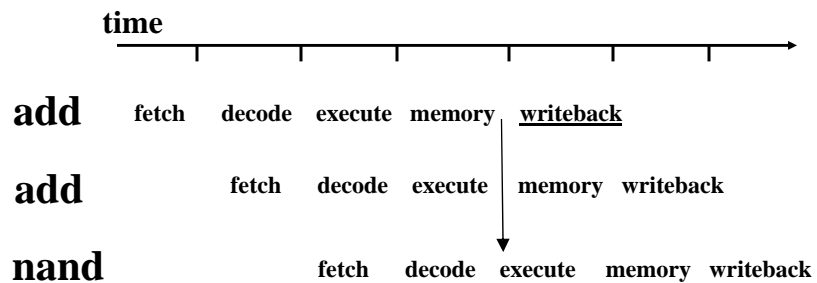 time
add fetch decode execute memory writeback
add fetch decode execute memory writeback
nand fetch decode execute memory writeback